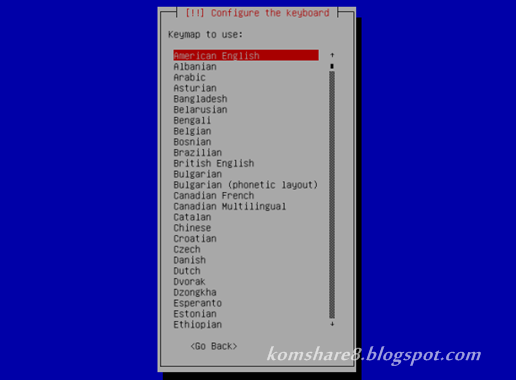 [!!] Configure the keyboard
Keymap to use:
American English
Albanian
Arabic
Asturian
Bangladesh
Belarusian
Bengali
Belgian
Bosnian
Brazilian
British English
Bulgarian
Bulgarian (phonetic layout)
Canadian French
Canadian Multilingual
Catalan
Chinese
Croatian
Czech
Danish
Dutch
Dvorak
Dzongkha
Esperanto
Estonian
Ethiopian
<Go Back>
komshare8.blogspot.com